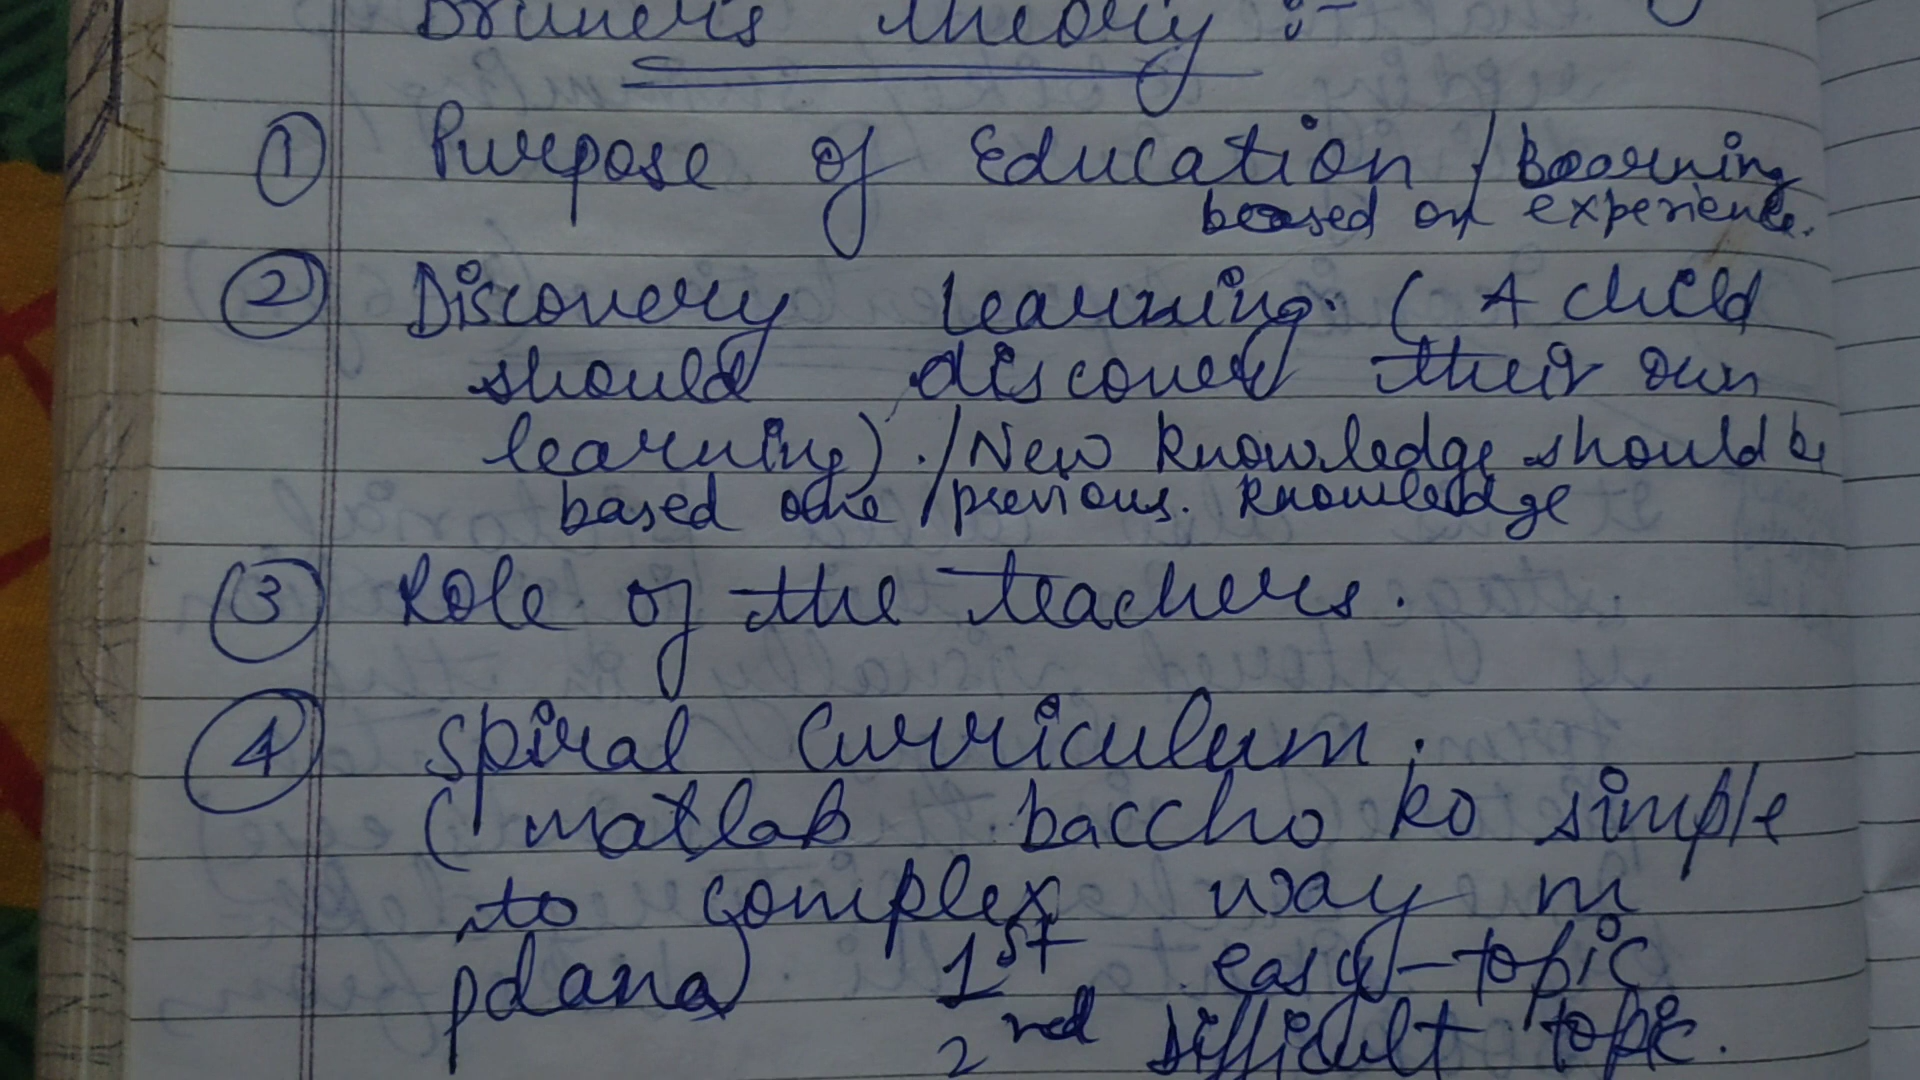 Bruner's theory :-
① Purpose of Education / Learning
based on experience.
② Discovery learning. ( A child
should discover their own
learning) . / New knowledge should be
based one / previous. knowledge
③ Role of the teachers.
④ Spiral Curriculum.
( matlab baccho ko simple
to complex way m
pdana) 1st easy-topic
2nd difficult topic.